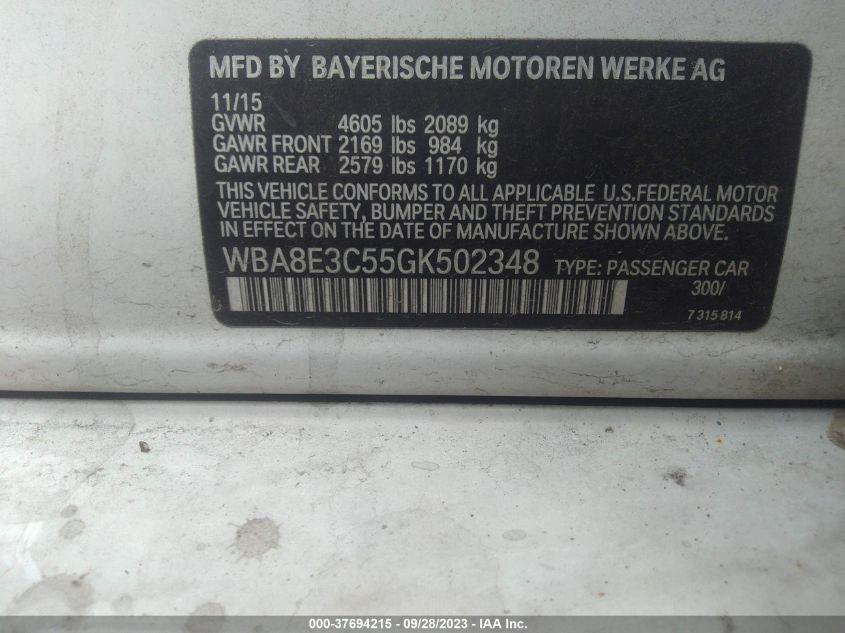 MFD BY BAYERISCHE MOTOREN WERKE AG
11/15
GVWR 4605 lbs 2089 kg
GAWR FRONT 2169 lbs 984 kg
GAWR REAR 2579 lbs 1170 kg
THIS VEHICLE CONFORMS TO ALL APPLICABLE U.S.FEDERAL MOTOR
VEHICLE SAFETY, BUMPER AND THEFT PREVENTION STANDARDS
IN EFFECT ON THE DATE OF MANUFACTURE SHOWN ABOVE.
WBA8E3C55GK502348 TYPE: PASSENGER CAR
300/
7 315 814
000-37694215 - 09/28/2023 - IAA Inc.